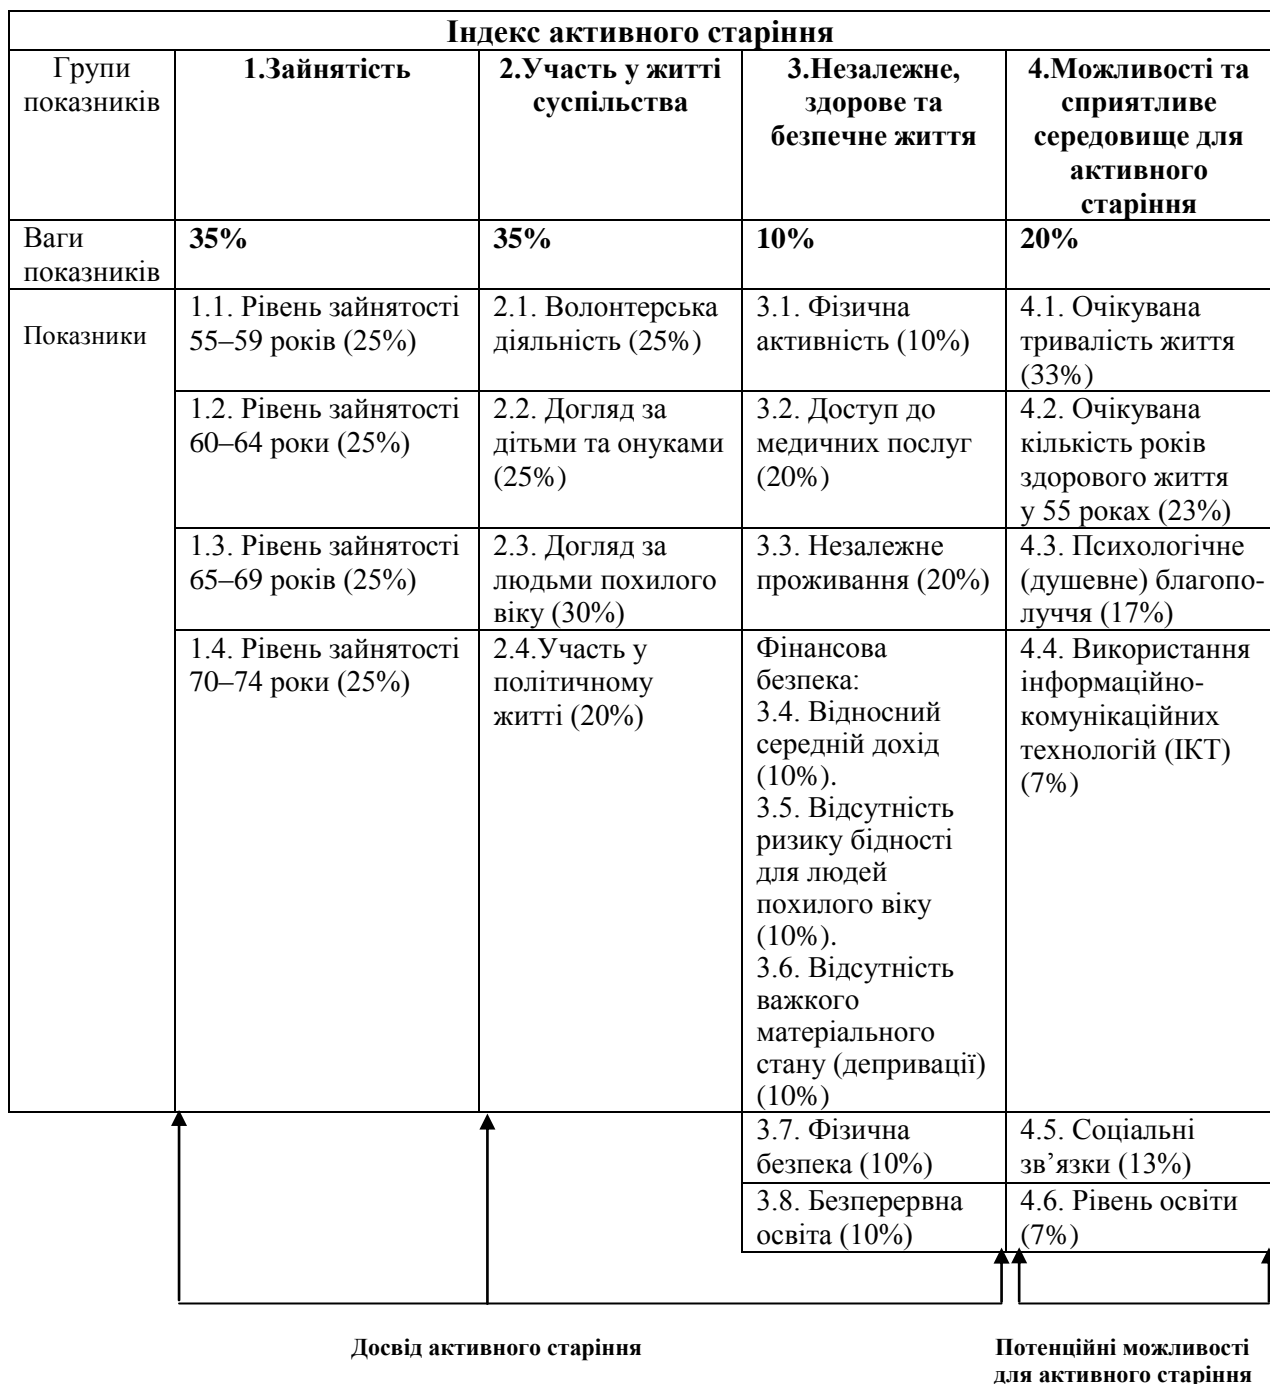 Індекс активного старіння
Групи
показників
1.Зайнятість
2.Участь у житті
суспільства
3.Незалежне,
здорове та
безпечне життя
4.Можливості та
сприятливе
середовище для
активного
старіння
Ваги
показників
35%
35%
10%
20%
Показники
1.1. Рівень зайнятості
55–59 років (25%)
2.1. Волонтерська
діяльність (25%)
3.1. Фізична
активність (10%)
4.1. Очікувана
тривалість життя
(33%)
1.2. Рівень зайнятості
60–64 роки (25%)
2.2. Догляд за
дітьми та онуками
(25%)
3.2. Доступ до
медичних послуг
(20%)
4.2. Очікувана
кількість років
здорового життя
у 55 роках (23%)
1.3. Рівень зайнятості
65–69 років (25%)
2.3. Догляд за
людьми похилого
віку (30%)
3.3. Незалежне
проживання (20%)
4.3. Психологічне
(душевне) благопо-
луччя (17%)
1.4. Рівень зайнятості
70–74 роки (25%)
2.4.Участь у
політичному
житті (20%)
Фінансова
безпека:
3.4. Відносний
середній дохід
(10%).
3.5. Відсутність
ризику бідності
для людей
похилого віку
(10%).
3.6. Відсутність
важкого
матеріального
стану (депривації)
(10%)
4.4. Використання
інформаційно-
комунікаційних
технологій (ІКТ)
(7%)
3.7. Фізична
безпека (10%)
4.5. Соціальні
зв’язки (13%)
3.8. Безперервна
освіта (10%)
4.6. Рівень освіти
(7%)
Досвід активного старіння
Потенційні можливості
для активного старіння